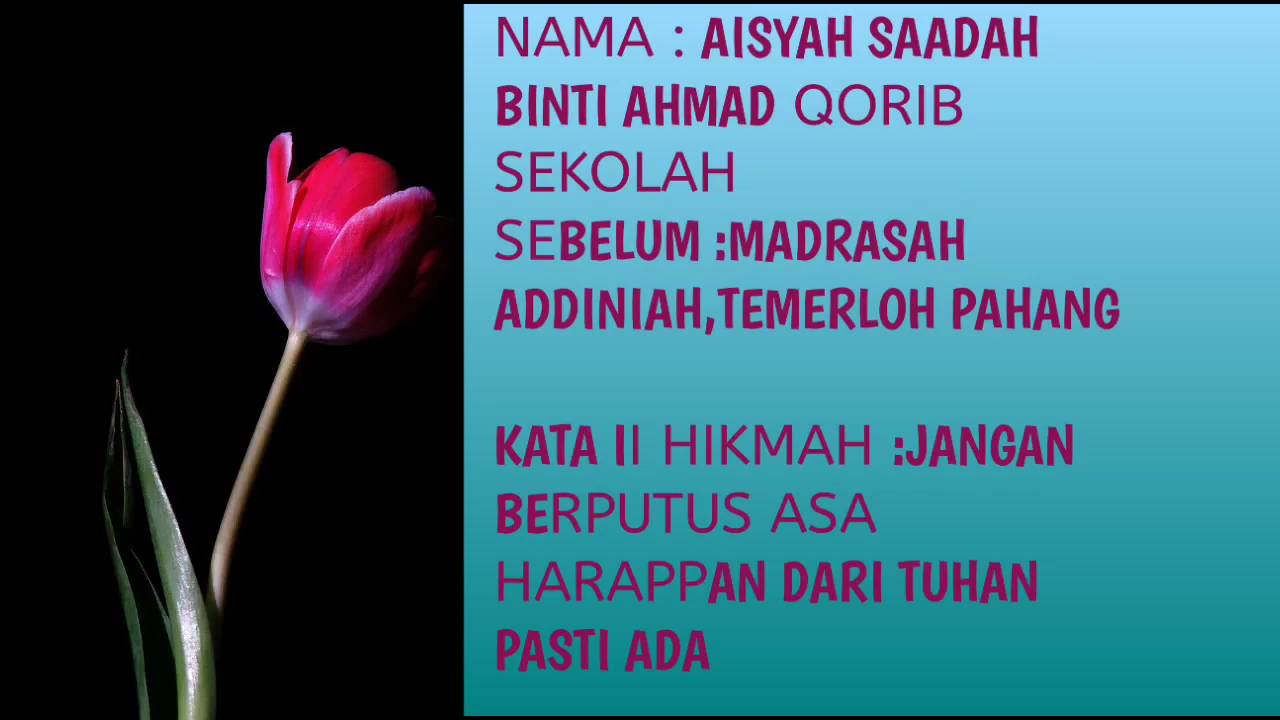 NAMA : AISYAH SAADAH
BINTI AHMAD QORIB
SEKOLAH
SEBELUM :MADRASAH
ADDINIAH,TEMERLOH PAHANG
KATA II HIKMAH :JANGAN
BERPUTUS ASA
HARAPPAN DARI TUHAN
PASTI ADA